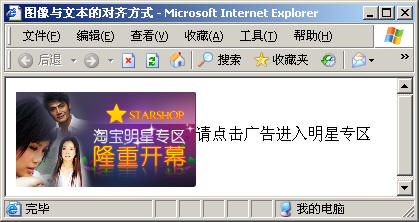 图像与文本的对齐方式 - Microsoft Internet Explorer
文件(F) 编辑(E) 查看(V) 收藏(A) 工具(T) 帮助(H)
后退 搜索 收藏夹
STARSHOP
淘宝明星专区
隆重开幕
请点击广告进入明星专区
完毕 我的电脑